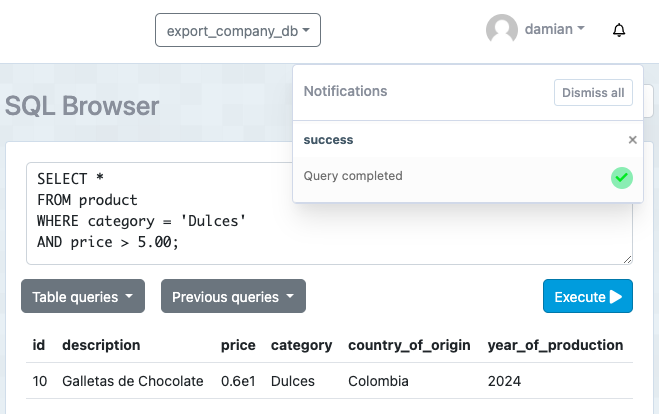 export_company_db
damian
Notifications
Dismiss all
SQL Browser
success
×
Query completed
SELECT *
FROM product
WHERE category = 'Dulces'
AND price > 5.00;
Table queries
Previous queries
Execute
id description price category country_of_origin year_of_production
10 Galletas de Chocolate 0.6e1 Dulces Colombia 2024